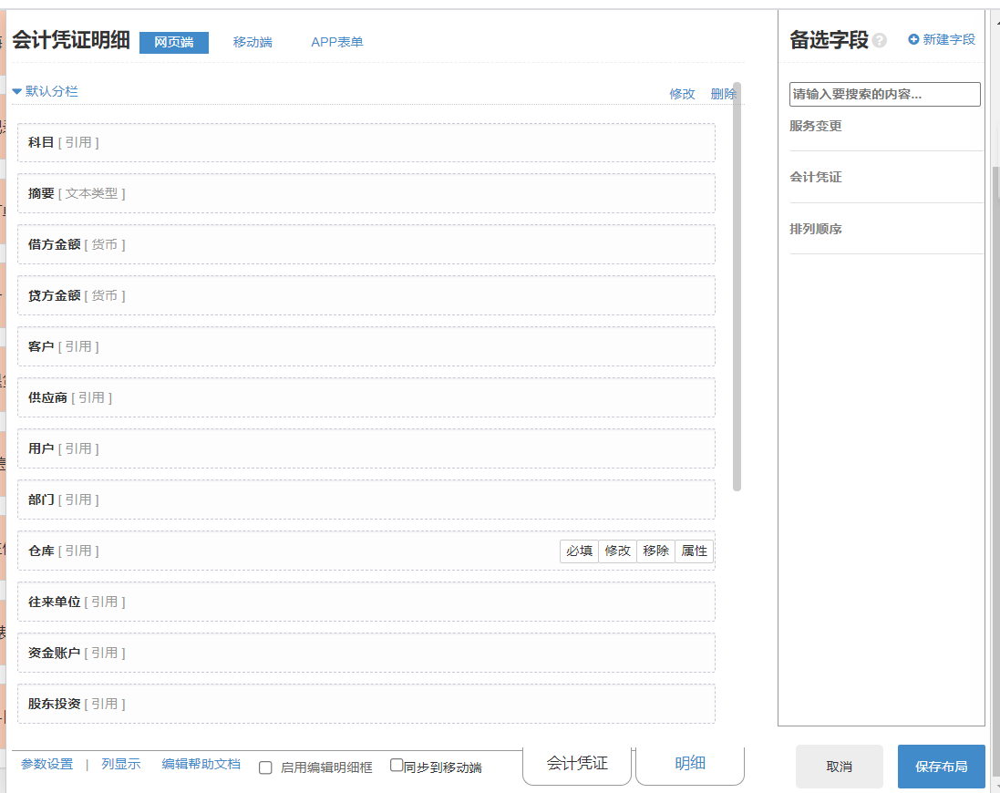 会计凭证明细 网页端 移动端 APP表单
默认分栏 修改 删除
科目 [ 引用 ]
摘要 [ 文本类型 ]
借方金额 [ 货币 ]
贷方金额 [ 货币 ]
客户 [ 引用 ]
供应商 [ 引用 ]
用户 [ 引用 ]
部门 [ 引用 ]
仓库 [ 引用 ] 必填 修改 移除 属性
往来单位 [ 引用 ]
资金账户 [ 引用 ]
股东投资 [ 引用 ]
参数设置 | 列显示 编辑帮助文档 启用编辑明细框 同步到移动端 会计凭证 明细
备选字段 ? 新建字段
请输入要搜索的内容...
服务变更
会计凭证
排列顺序
取消 保存布局